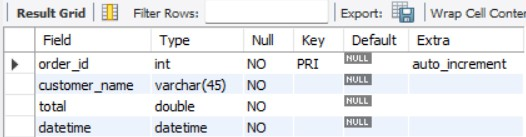 Result Grid Filter Rows: Export: Wrap Cell Conter
Field Type Null Key Default Extra
order_id int NO PRI NULL auto_increment
customer_name varchar(45) NO NULL
total double NO NULL
datetime datetime NO NULL